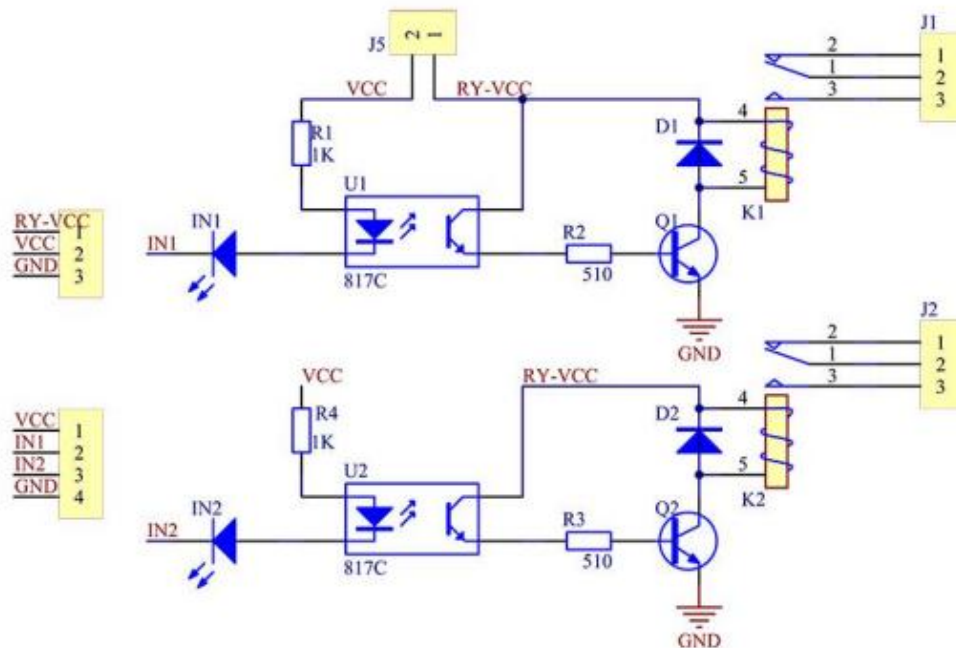 J5
2 1
VCC
RY-VCC
R1
1K
U1
817C
IN1
IN1
R2
510
Q1
D1
4
5
K1
GND
J1
2
1
3
1
2
3
RY-VCC
VCC
GND
1
2
3
VCC
IN1
IN2
GND
1
2
3
4
VCC
R4
1K
U2
817C
IN2
IN2
RY-VCC
R3
510
Q2
D2
4
5
K2
GND
J2
2
1
3
1
2
3